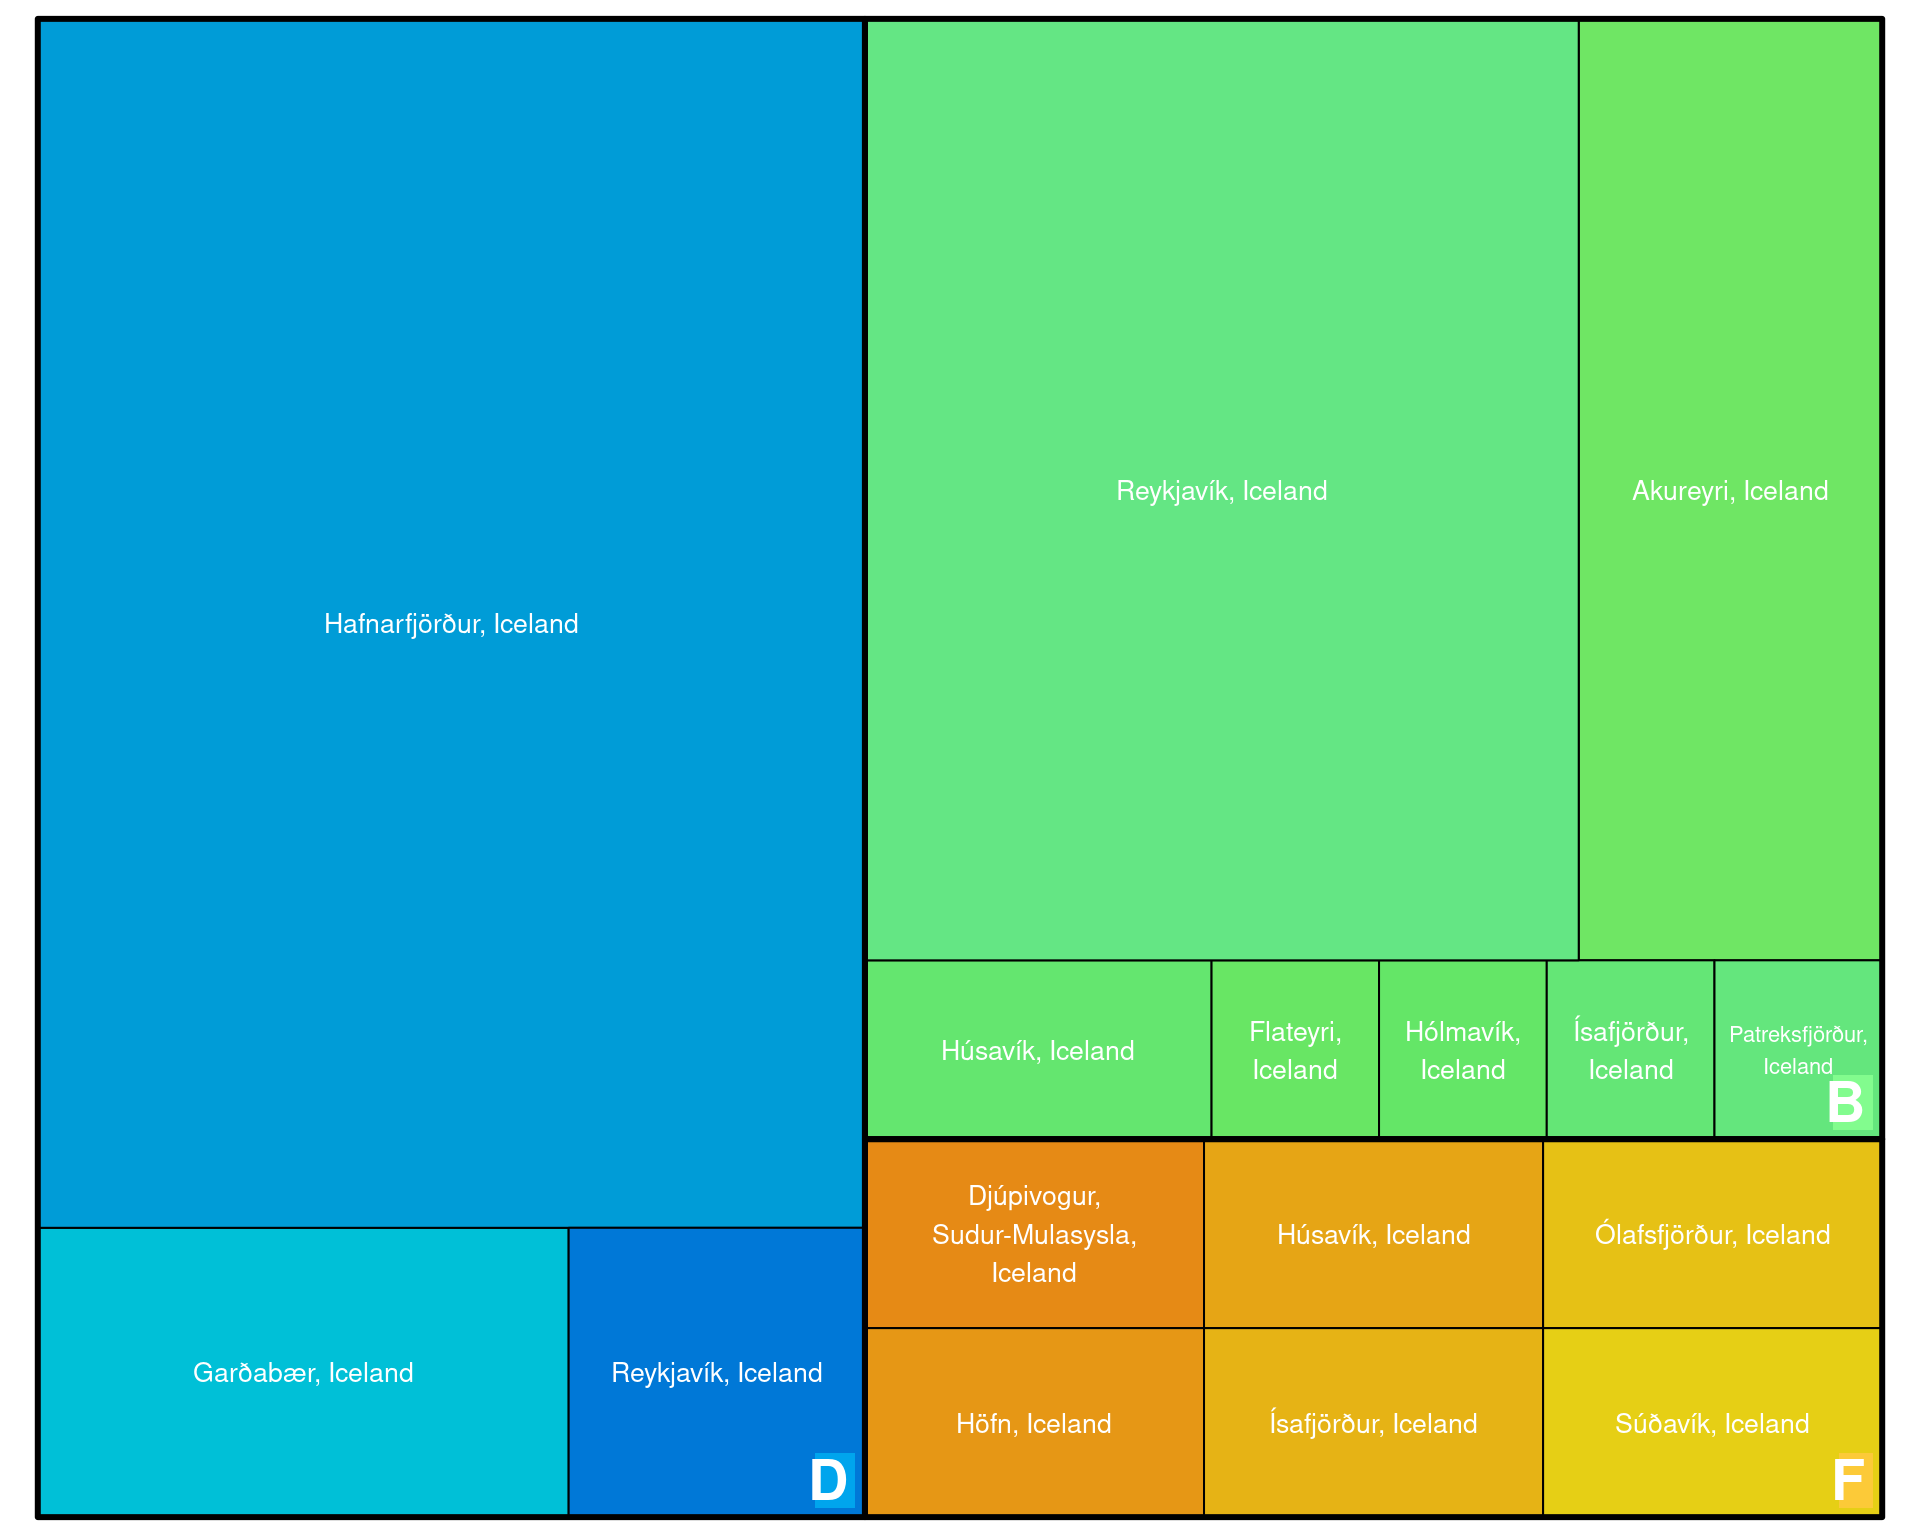 Hafnarfjörður, Iceland
Garðabær, Iceland
Reykjavík, Iceland
D
Reykjavík, Iceland
Akureyri, Iceland
Húsavík, Iceland
Flateyri,
Iceland
Hólmavík,
Iceland
Ísafjörður,
Iceland
Patreksfjörður,
Iceland
B
Djúpivogur,
Sudur-Mulasysla,
Iceland
Húsavík, Iceland
Ólafsfjörður, Iceland
Höfn, Iceland
Ísafjörður, Iceland
Súðavík, Iceland
F